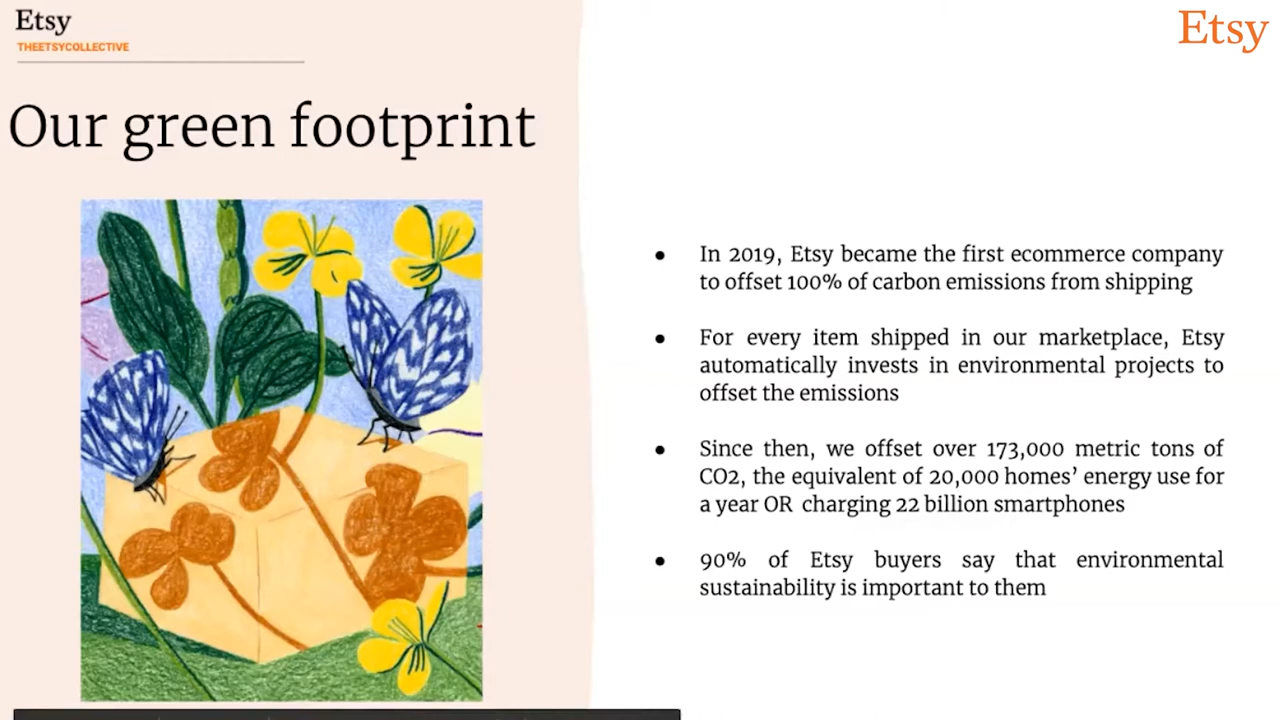 Etsy
THEETSYCOLLECTIVE
Etsy
Our green footprint
● In 2019, Etsy became the first ecommerce company
to offset 100% of carbon emissions from shipping
● For every item shipped in our marketplace, Etsy
automatically invests in environmental projects to
offset the emissions
● Since then, we offset over 173,000 metric tons of
CO2, the equivalent of 20,000 homes’ energy use for
a year OR charging 22 billion smartphones
● 90% of Etsy buyers say that environmental
sustainability is important to them